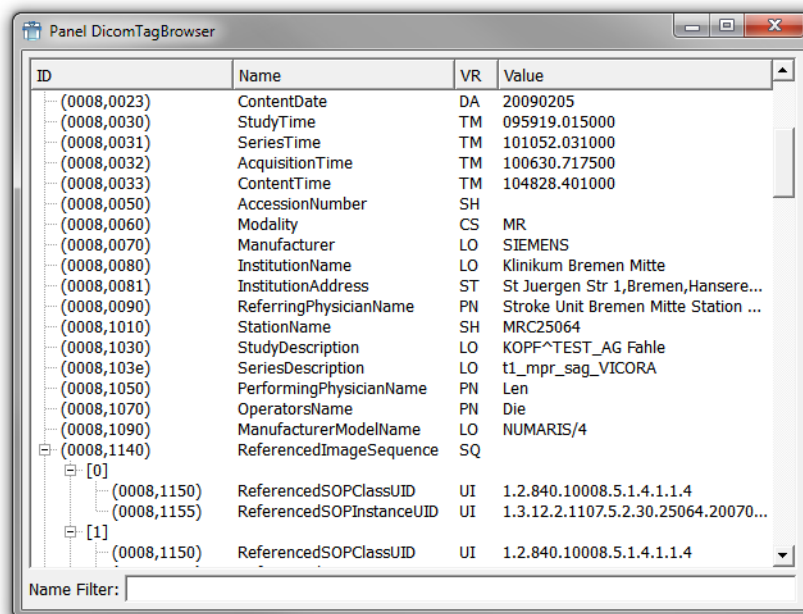 Panel DicomTagBrowser
ID Name VR Value
(0008,0023) ContentDate DA 20090205
(0008,0030) StudyTime TM 095919.015000
(0008,0031) SeriesTime TM 101052.031000
(0008,0032) AcquisitionTime TM 100630.717500
(0008,0033) ContentTime TM 104828.401000
(0008,0050) AccessionNumber SH
(0008,0060) Modality CS MR
(0008,0070) Manufacturer LO SIEMENS
(0008,0080) InstitutionName LO Klinikum Bremen Mitte
(0008,0081) InstitutionAddress ST St Juergen Str 1,Bremen,Hansere...
(0008,0090) ReferringPhysicianName PN Stroke Unit Bremen Mitte Station ...
(0008,1010) StationName SH MRC25064
(0008,1030) StudyDescription LO KOPF^TEST_AG Fahle
(0008,103e) SeriesDescription LO t1_mpr_sag_VICORA
(0008,1050) PerformingPhysicianName PN Len
(0008,1070) OperatorsName PN Die
(0008,1090) ManufacturerModelName LO NUMARIS/4
(0008,1140) ReferencedImageSequence SQ
[0]
(0008,1150) ReferencedSOPClassUID UI 1.2.840.10008.5.1.4.1.1.4
(0008,1155) ReferencedSOPInstanceUID UI 1.3.12.2.1107.5.2.30.25064.20070...
[1]
(0008,1150) ReferencedSOPClassUID UI 1.2.840.10008.5.1.4.1.1.4
Name Filter: